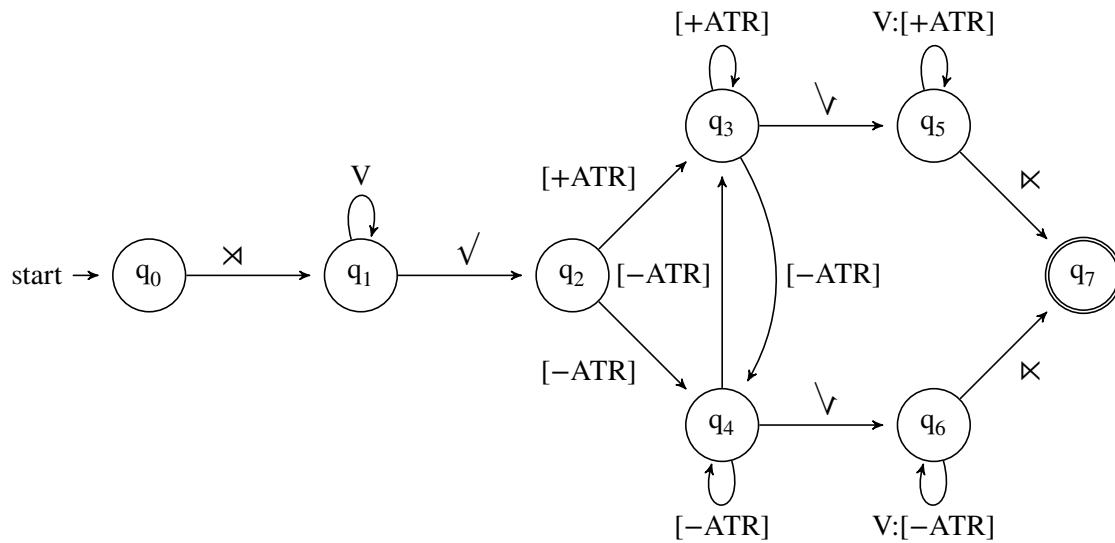 [+ATR]
V:[+ATR]
√
q3
q5
[+ATR]
⋊
V
⋊
√
start
q0
q1
q2
[−ATR]
[−ATR]
q7
[−ATR]
⋉
√
q4
q6
[−ATR]
V:[−ATR]